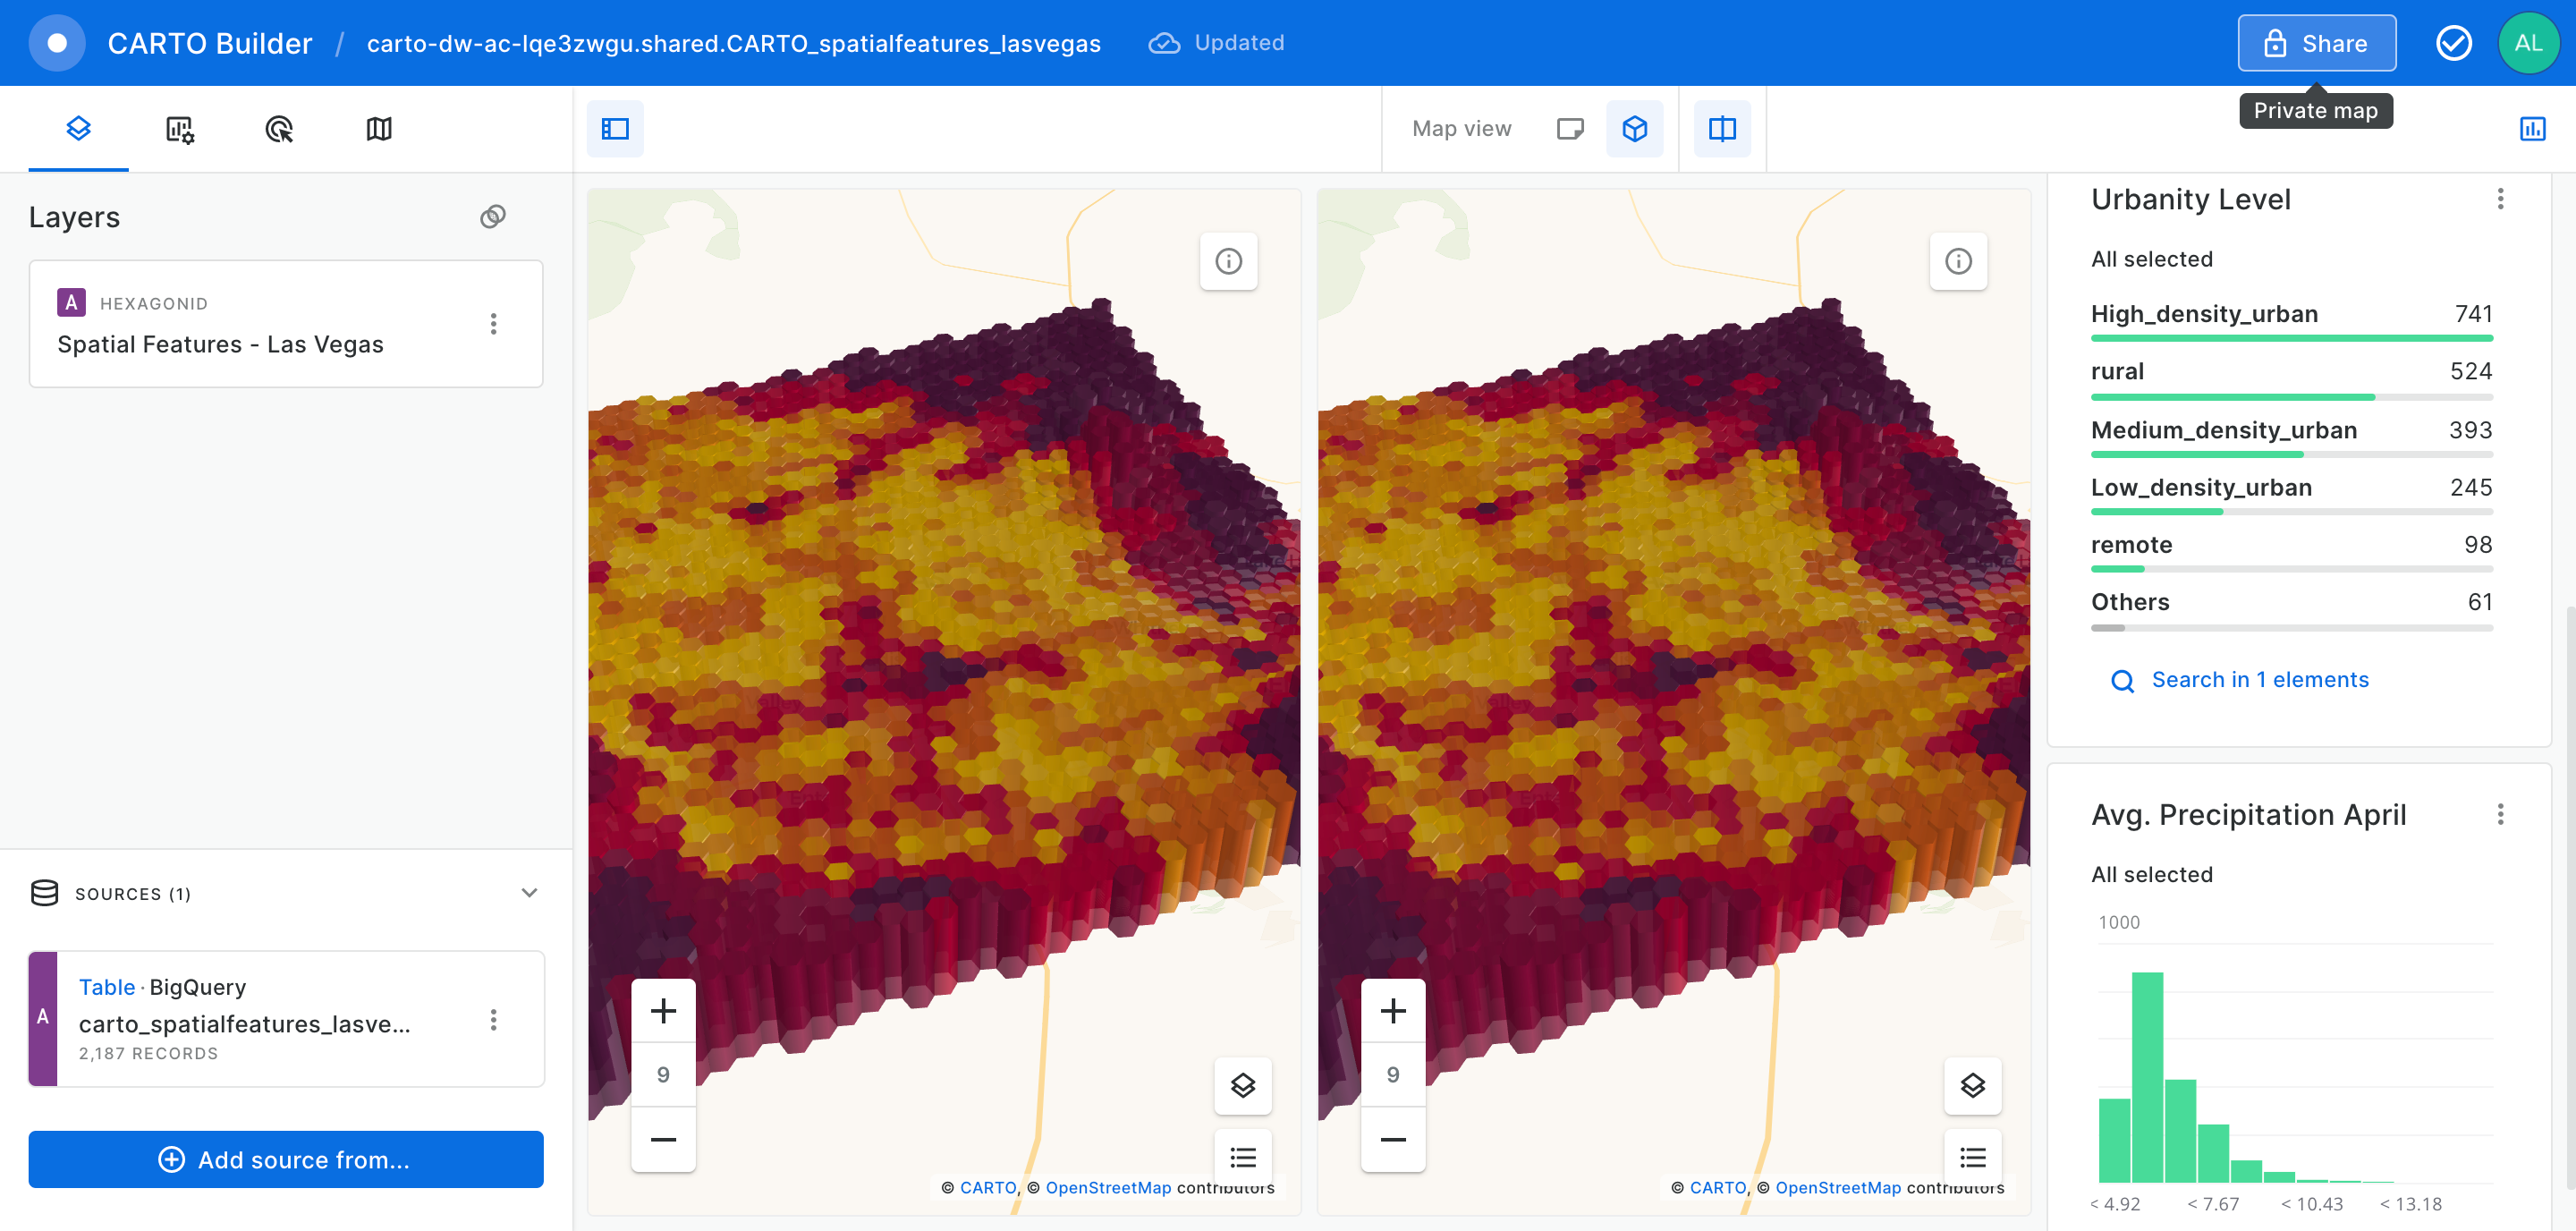 CARTO Builder / carto-dw-ac-lqe3zwgu.shared.CARTO_spatialfeatures_lasvegas Updated Share AL
Private map
Map view
Layers
A HEXAGONID
Spatial Features - Las Vegas
SOURCES (1)
A
Table · BigQuery
carto_spatialfeatures_lasve...
2,187 RECORDS
Add source from...
9
© CARTO, © OpenStreetMap contributors
9
© CARTO, © OpenStreetMap contributors
Urbanity Level
All selected
High_density_urban 741
rural 524
Medium_density_urban 393
Low_density_urban 245
remote 98
Others 61
Search in 1 elements
Avg. Precipitation April
All selected
1000
< 4.92 < 7.67 < 10.43 < 13.18